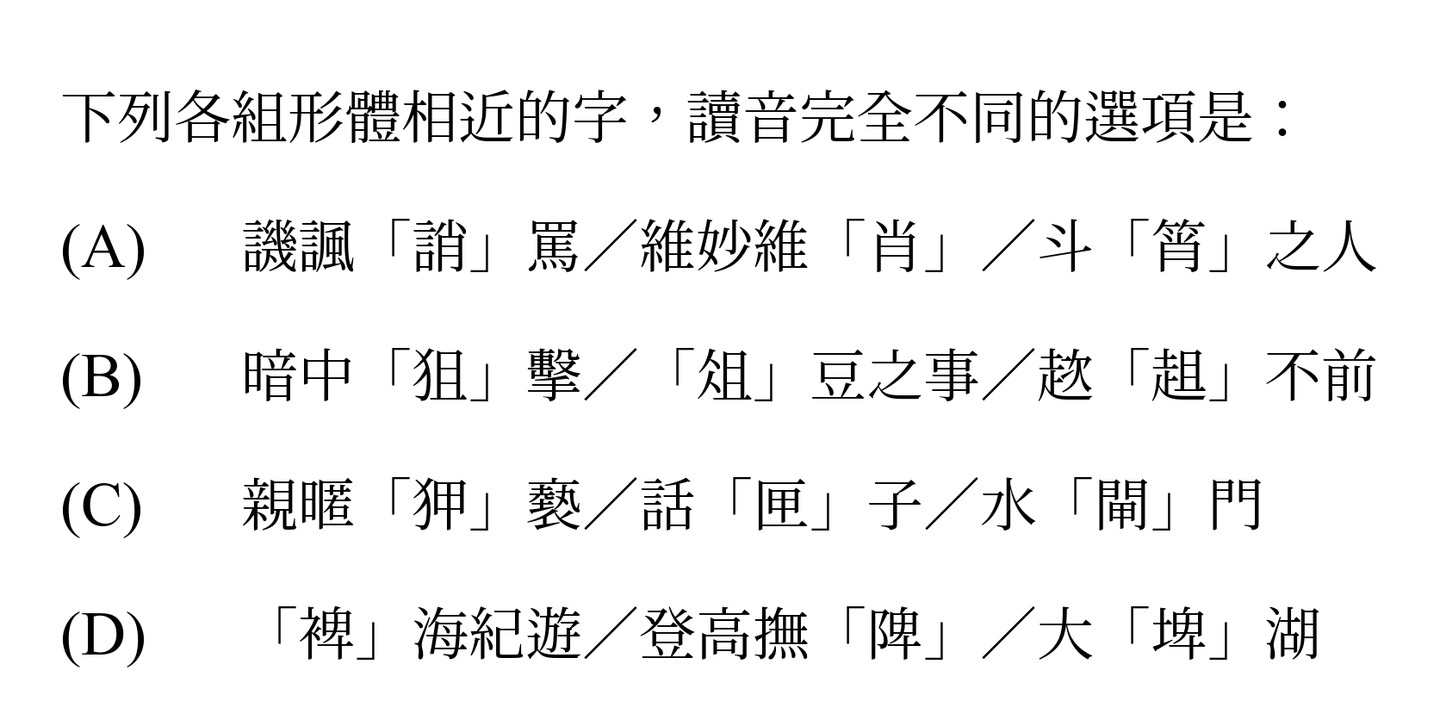 下列各組形體相近的字，讀音完全不同的選項是：
(A) 譏諷「誚」罵／維妙維「肖」／斗「筲」之人
(B) 暗中「狙」擊／「俎」豆之事／趑「趄」不前
(C) 親暱「狎」褻／話「匣」子／水「閘」門
(D) 「裨」海紀遊／登高撫「陴」／大「埤」湖